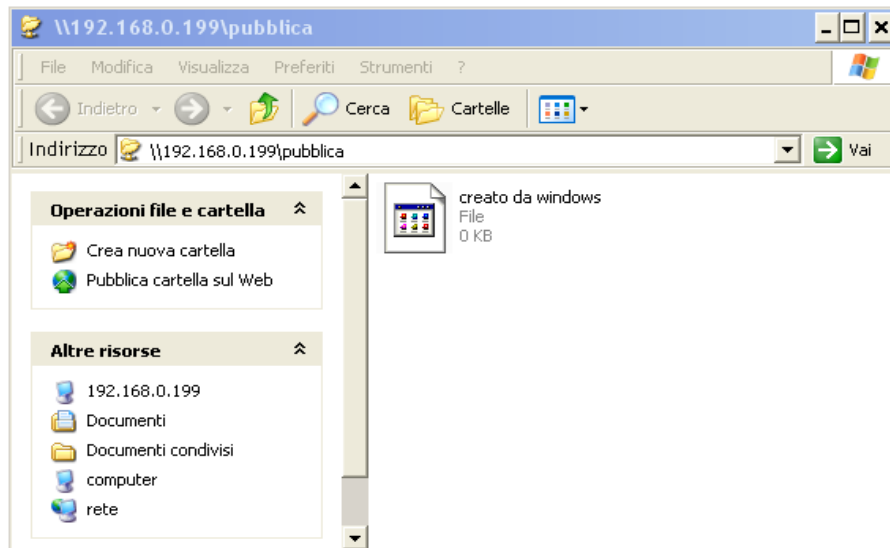 \\192.168.0.199\pubblica
File Modifica Visualizza Preferiti Strumenti ?
Indietro Cerca Cartelle
Indirizzo \\192.168.0.199\pubblica Vai
Operazioni file e cartella
Crea nuova cartella
Pubblica cartella sul Web
Altre risorse
192.168.0.199
Documenti
Documenti condivisi
computer
rete
creato da windows
File
0 KB